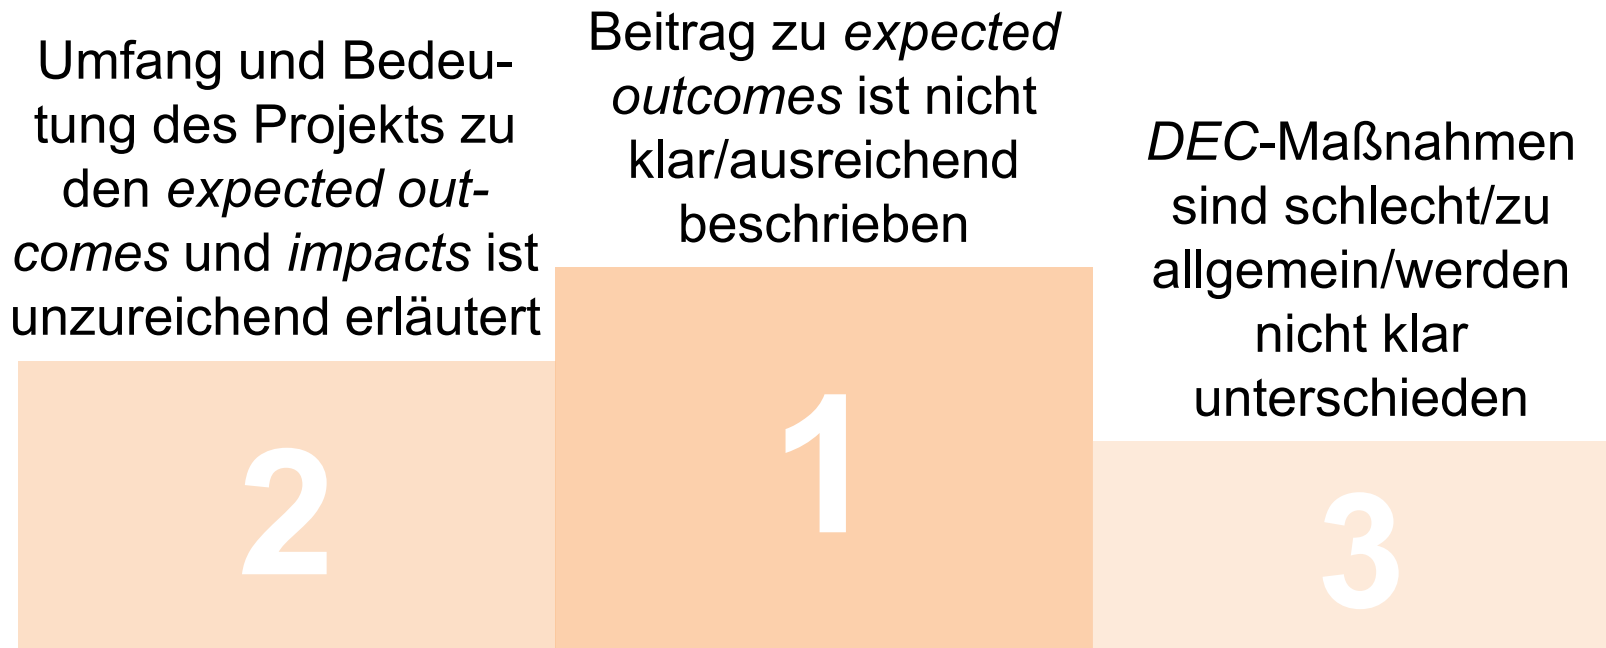 Umfang und Bedeu-
tung des Projekts zu
den expected out-
comes und impacts ist
unzureichend erläutert
2
Beitrag zu expected
outcomes ist nicht
klar/ausreichend
beschrieben
1
DEC-Maßnahmen
sind schlecht/zu
allgemein/werden
nicht klar
unterschieden
3